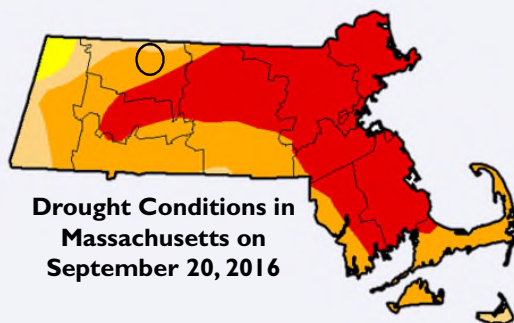 Drought Conditions in
Massachusetts on
September 20, 2016